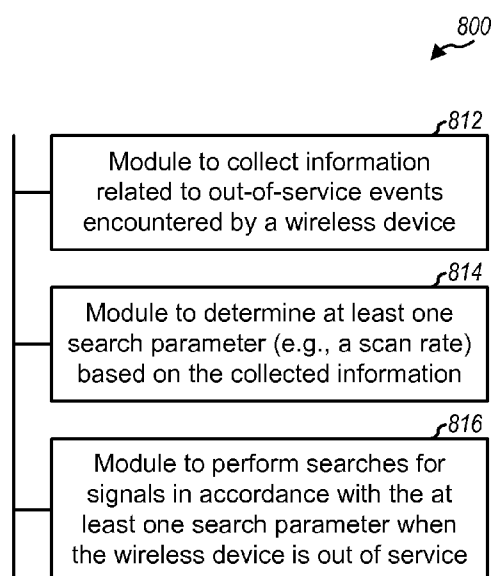 800
812
Module to collect information
related to out-of-service events
encountered by a wireless device
814
Module to determine at least one
search parameter (e.g., a scan rate)
based on the collected information
816
Module to perform searches for
signals in accordance with the at
least one search parameter when
the wireless device is out of service